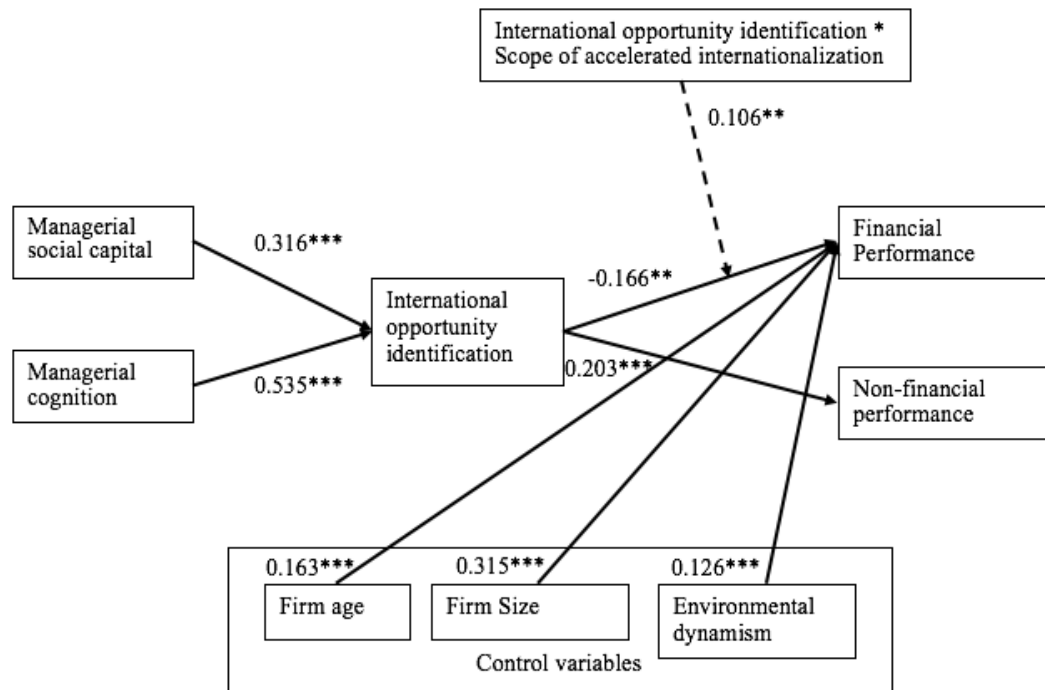 International opportunity identification *
Scope of accelerated internationalization
0.106**
Managerial
social capital
0.316***
Financial
Performance
-0.166**
International
opportunity
identification
Managerial
cognition
0.535***
0.203***
Non-financial
performance
0.163***
0.315***
0.126***
Firm age
Firm Size
Environmental
dynamism
Control variables